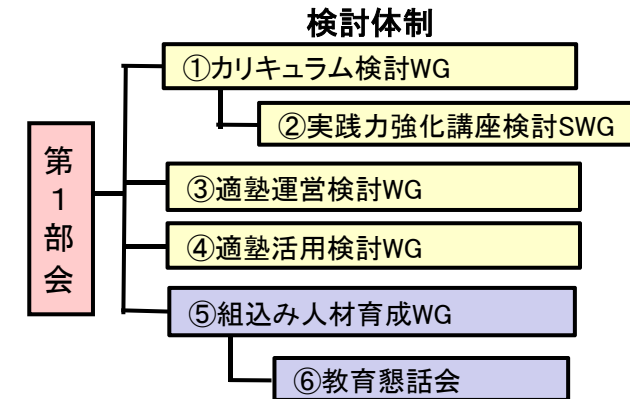 検討体制
①カリキュラム検討WG
②実践力強化講座検討SWG
第1部会
③適塾運営検討WG
④適塾活用検討WG
⑤組込み人材育成WG
⑥教育懇話会